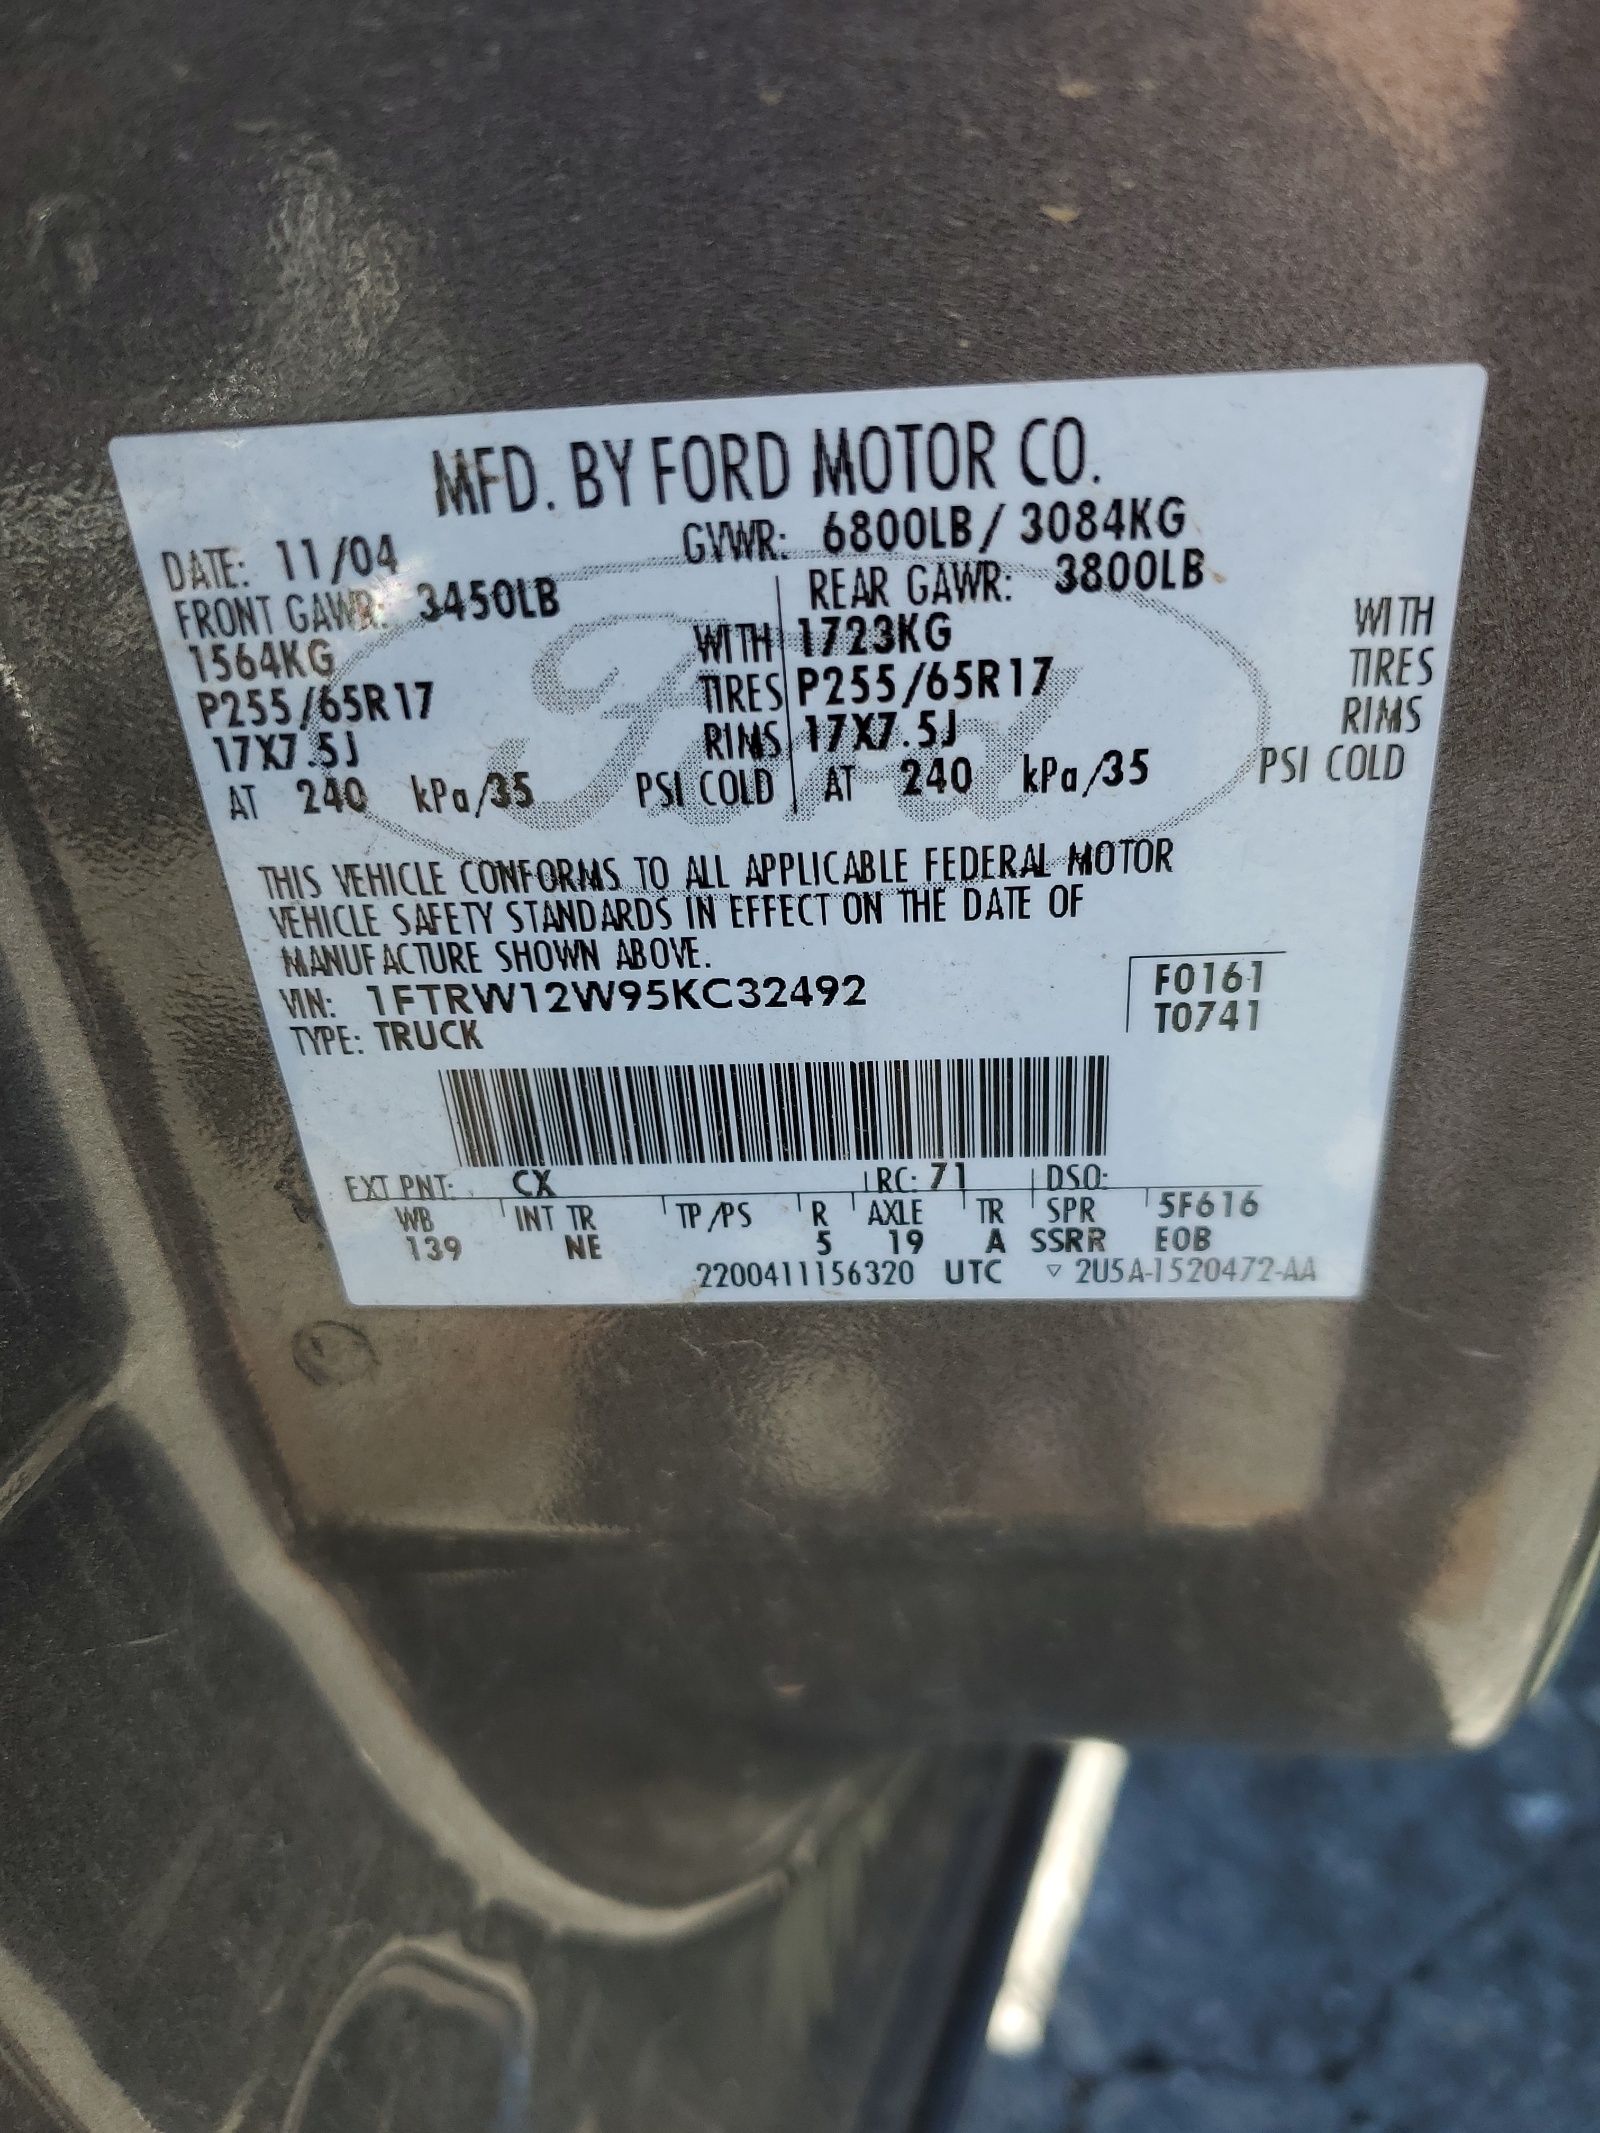 MFD. BY FORD MOTOR CO.
DATE: 11/04 GVWR: 6800LB / 3084KG
FRONT GAWR: 3450LB REAR GAWR: 3800LB
1564KG WITH 1723KG WITH
P255/65R17 TIRES P255/65R17 TIRES
17X7.5J RIMS 17X7.5J RIMS
AT 240 kPa/35 PSI COLD AT 240 kPa/35 PSI COLD
Ford
THIS VEHICLE CONFORMS TO ALL APPLICABLE FEDERAL MOTOR
VEHICLE SAFETY STANDARDS IN EFFECT ON THE DATE OF
MANUFACTURE SHOWN ABOVE.
VIN: 1FTRW12W95KC32492 F0161
TYPE: TRUCK T0741
EXT PNT: CX RC: 71 DSO:
WB INT TR TP/PS R AXLE TR SPR 5F616
139 NE 5 19 A SSRR EOB
2200411156320 UTC ▽ 2U5A-1520472-AA